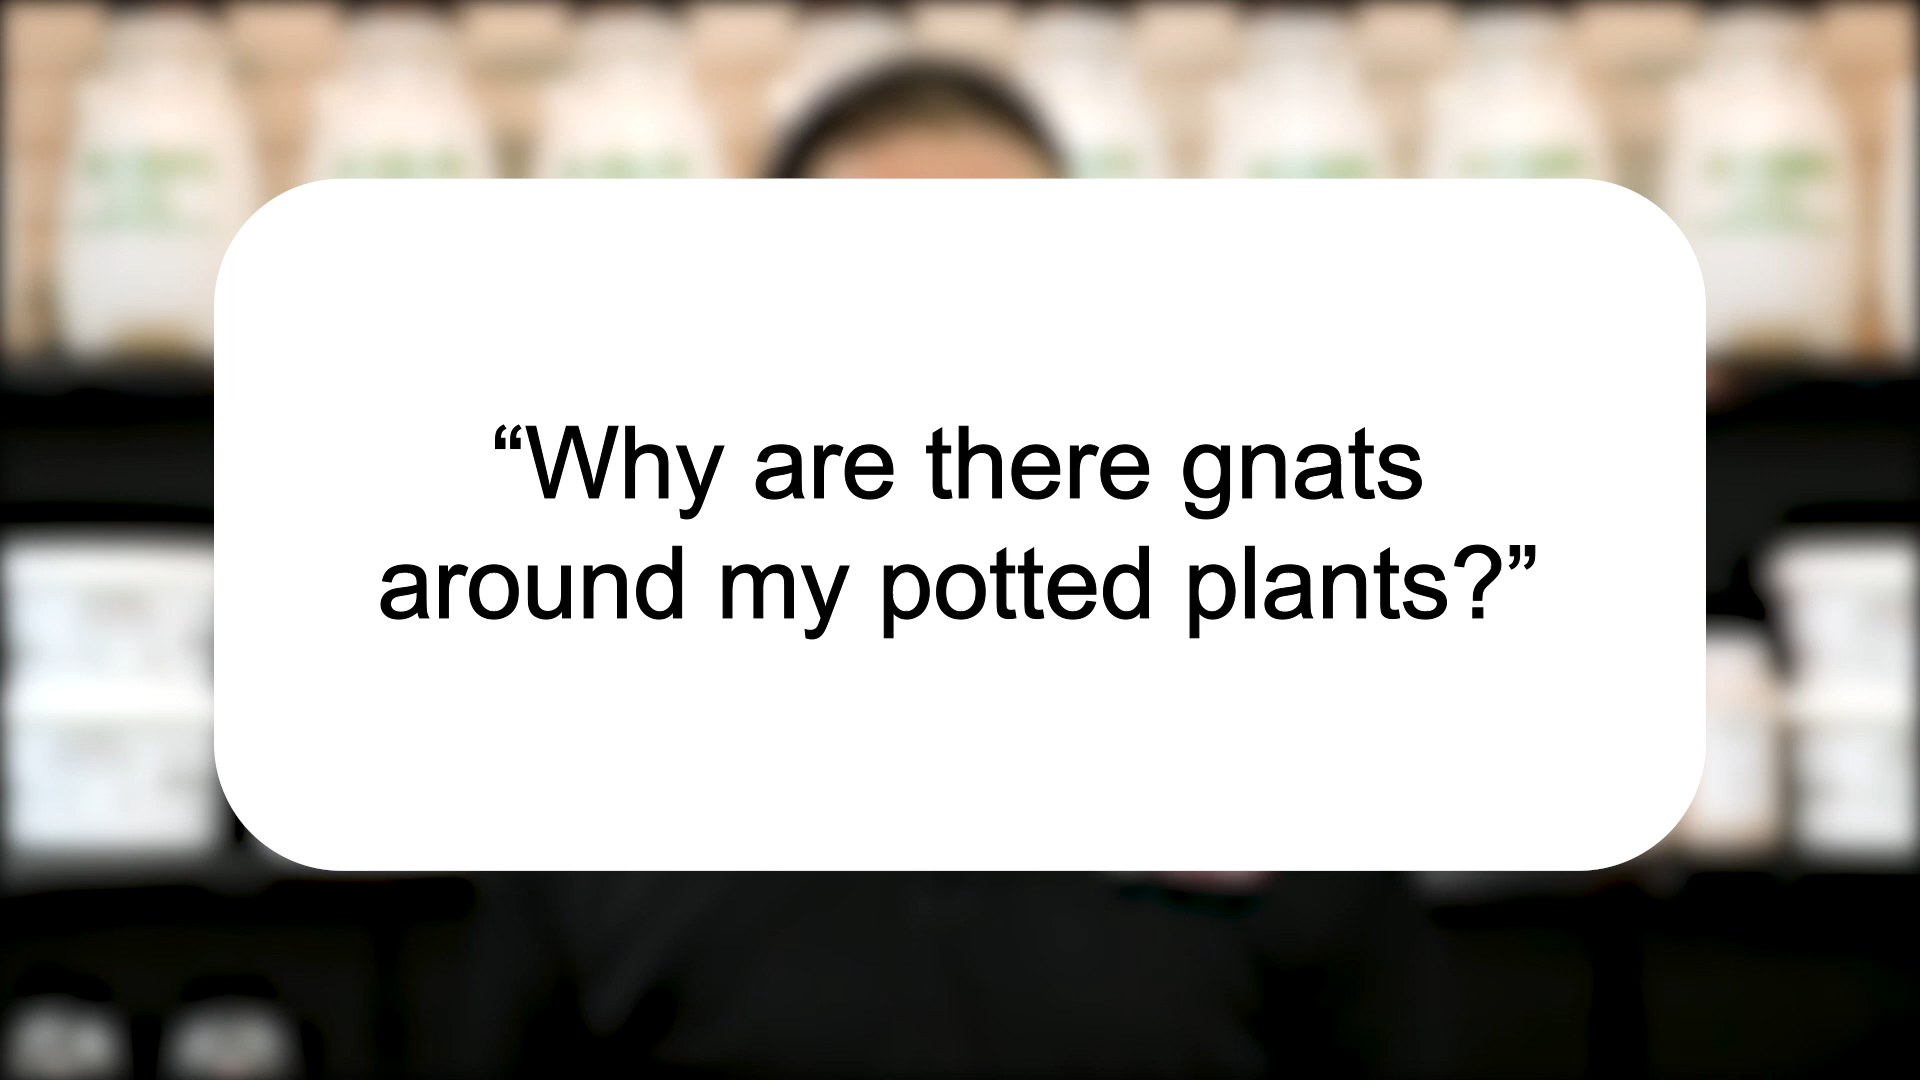 “Why are there gnats
around my potted plants?”